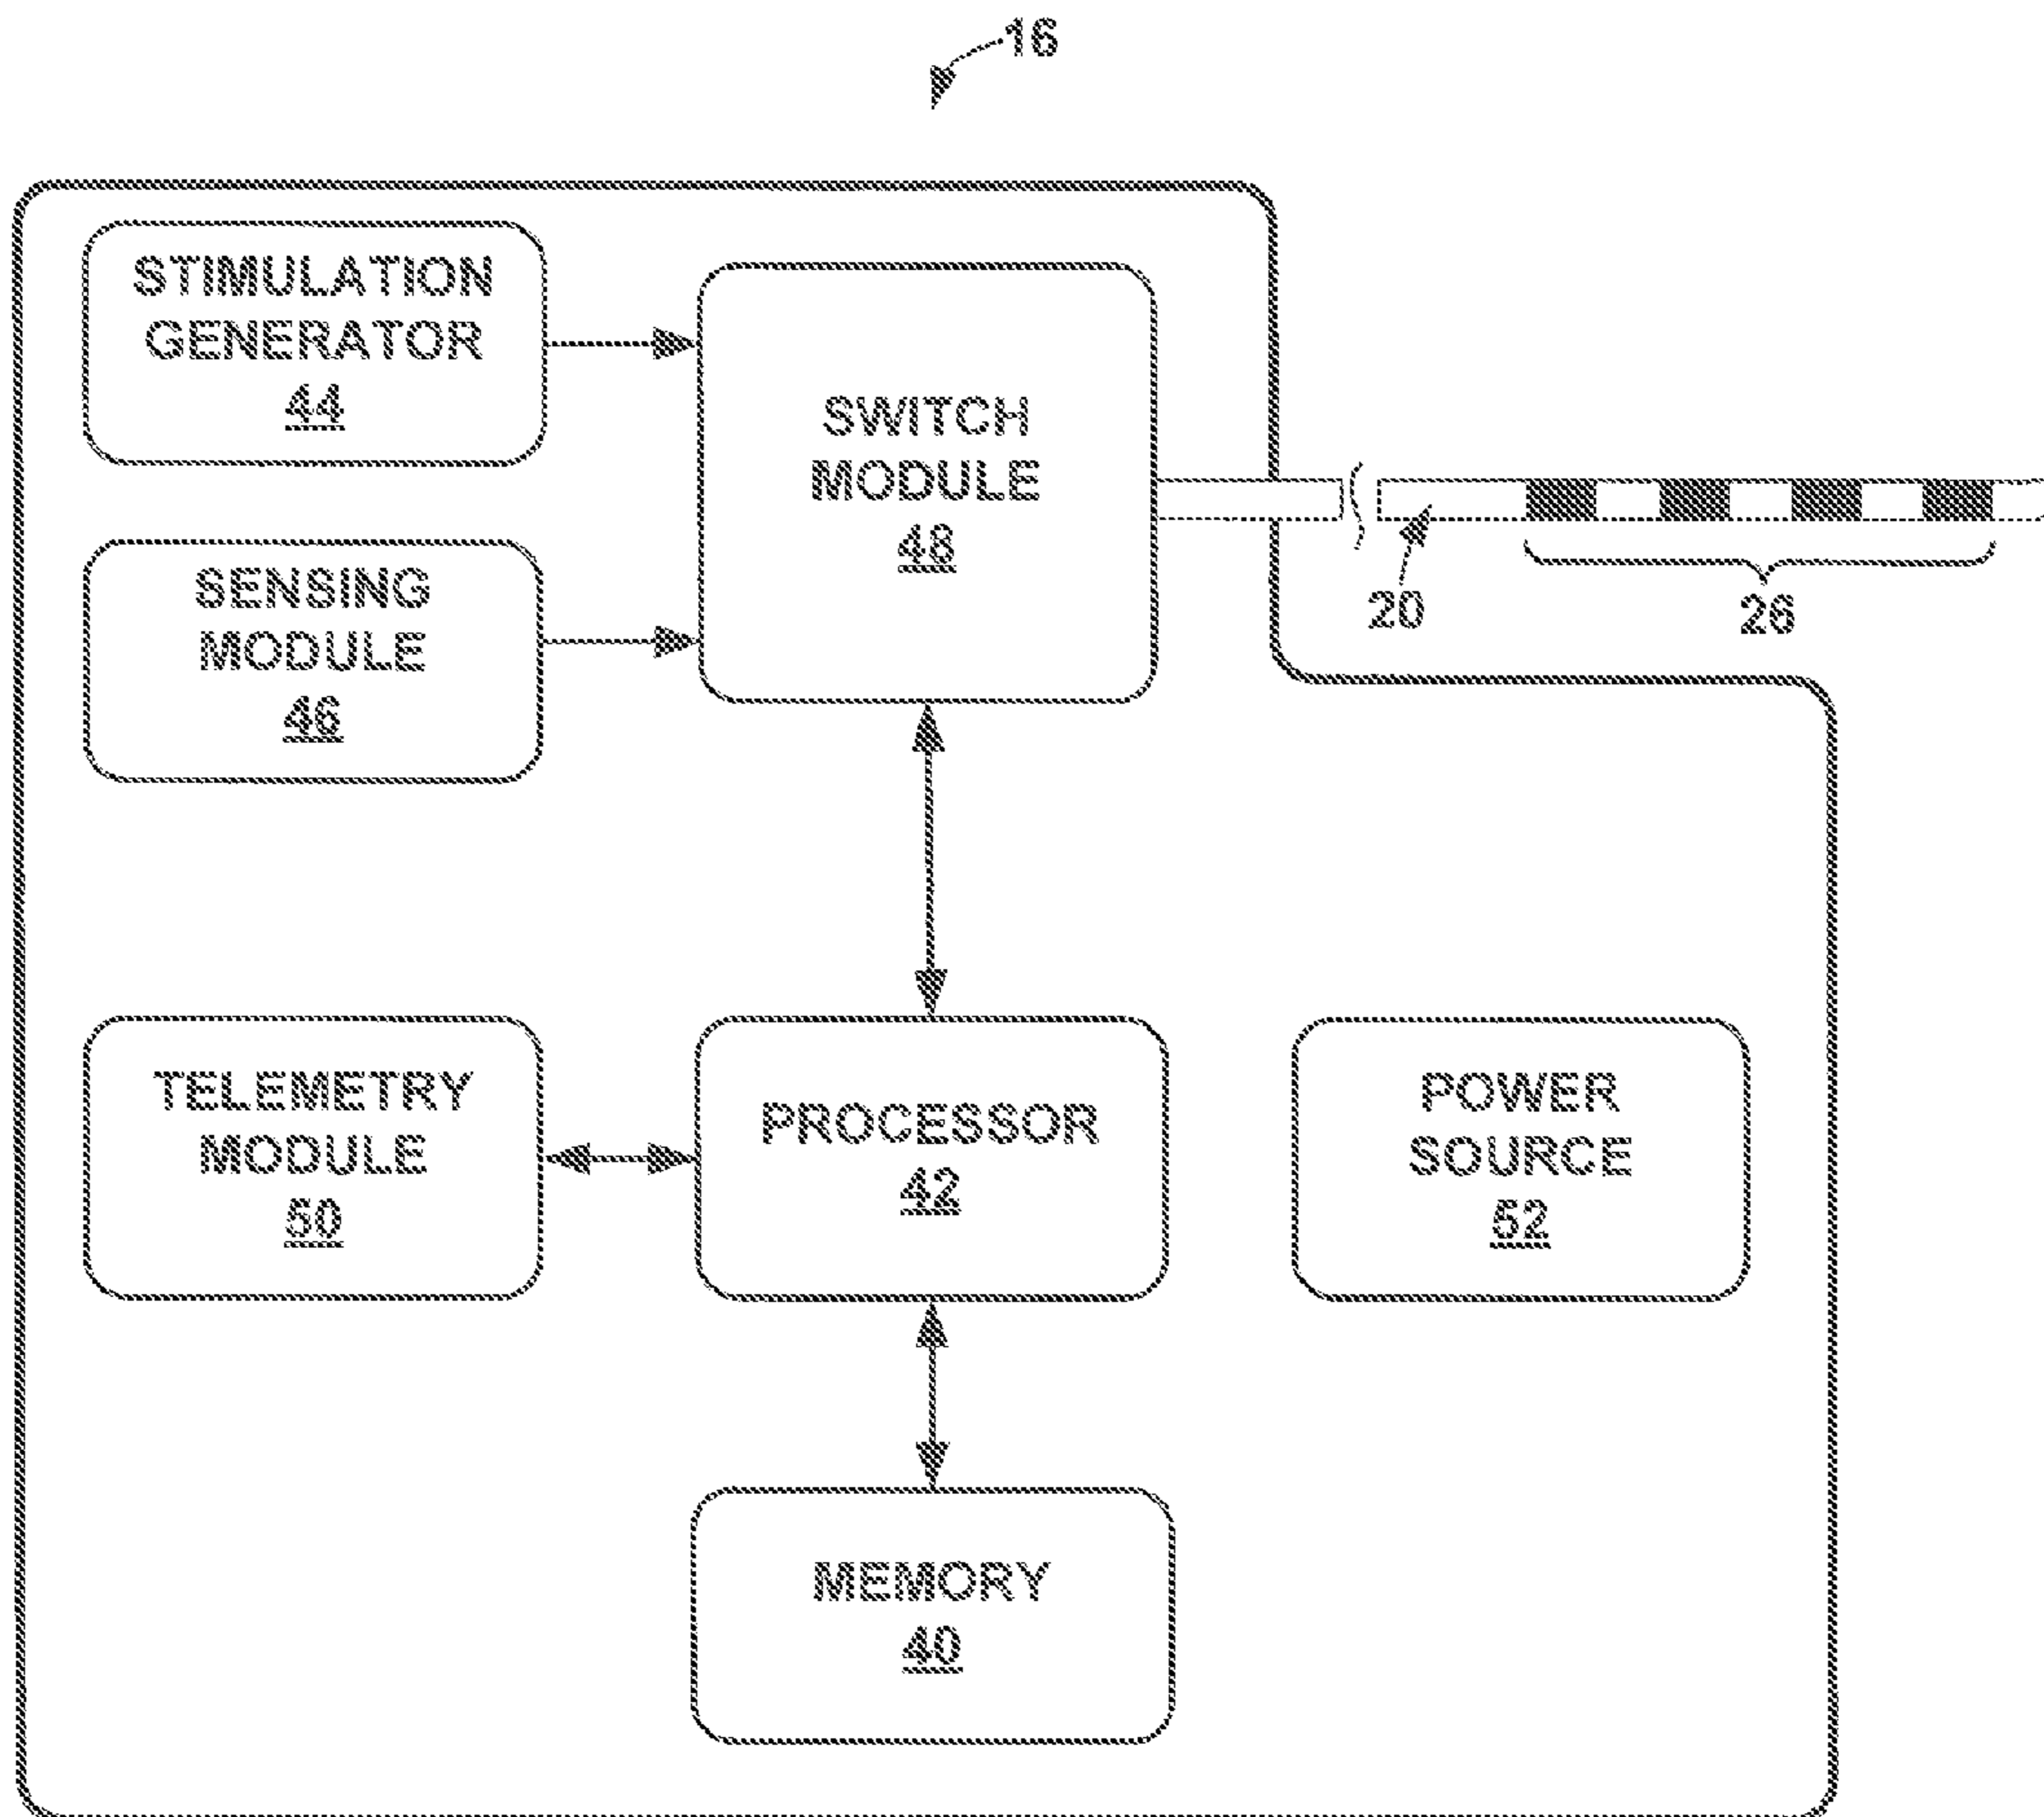 16
STIMULATION
GENERATOR
44
SWITCH
MODULE
48
SENSING
MODULE
46
20
26
TELEMETRY
MODULE
50
PROCESSOR
42
POWER
SOURCE
52
MEMORY
40